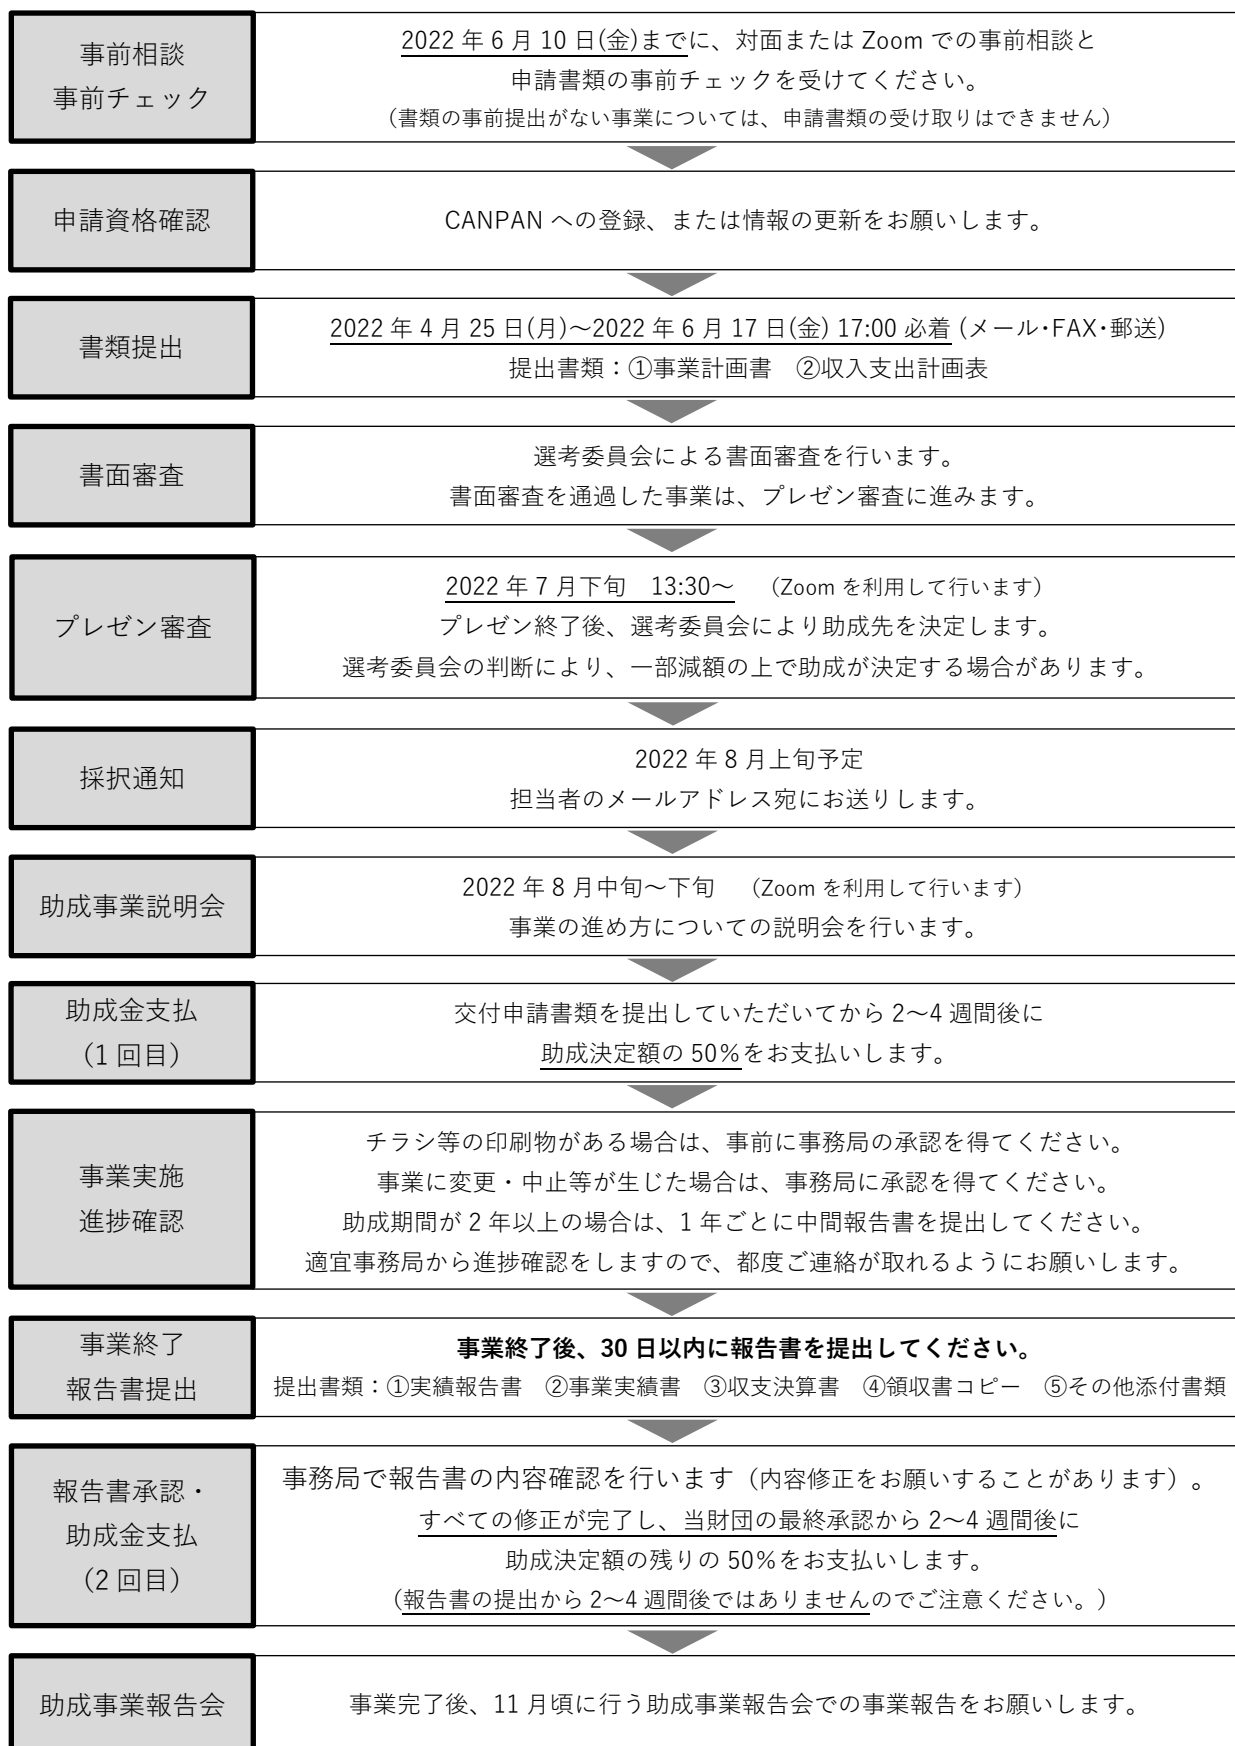 事前相談
事前チェック
2022 年 6 月 10 日(金)までに、対面または Zoom での事前相談と
申請書類の事前チェックを受けてください。
（書類の事前提出がない事業については、申請書類の受け取りはできません）
申請資格確認
CANPAN への登録、または情報の更新をお願いします。
書類提出
2022 年 4 月 25 日(月)～2022 年 6 月 17 日(金) 17:00 必着 (メール･FAX･郵送)
提出書類：①事業計画書　②収入支出計画表
書面審査
選考委員会による書面審査を行います。
書面審査を通過した事業は、プレゼン審査に進みます。
プレゼン審査
2022 年 7 月下旬　13:30～　（Zoom を利用して行います）
プレゼン終了後、選考委員会により助成先を決定します。
選考委員会の判断により、一部減額の上で助成が決定する場合があります。
採択通知
2022 年 8 月上旬予定
担当者のメールアドレス宛にお送りします。
助成事業説明会
2022 年 8 月中旬～下旬　（Zoom を利用して行います）
事業の進め方についての説明会を行います。
助成金支払
（1 回目）
交付申請書類を提出していただいてから 2～4 週間後に
助成決定額の 50%をお支払いします。
事業実施
進捗確認
チラシ等の印刷物がある場合は、事前に事務局の承認を得てください。
事業に変更・中止等が生じた場合は、事務局に承認を得てください。
助成期間が 2 年以上の場合は、1 年ごとに中間報告書を提出してください。
適宜事務局から進捗確認をしますので、都度ご連絡が取れるようにお願いします。
事業終了
報告書提出
事業終了後、30 日以内に報告書を提出してください。
提出書類：①実績報告書　②事業実績書　③収支決算書　④領収書コピー　⑤その他添付書類
報告書承認・
助成金支払
（2 回目）
事務局で報告書の内容確認を行います（内容修正をお願いすることがあります）。
すべての修正が完了し、当財団の最終承認から 2～4 週間後に
助成決定額の残りの 50%をお支払いします。
（報告書の提出から 2～4 週間後ではありませんのでご注意ください。）
助成事業報告会
事業完了後、11 月頃に行う助成事業報告会での事業報告をお願いします。